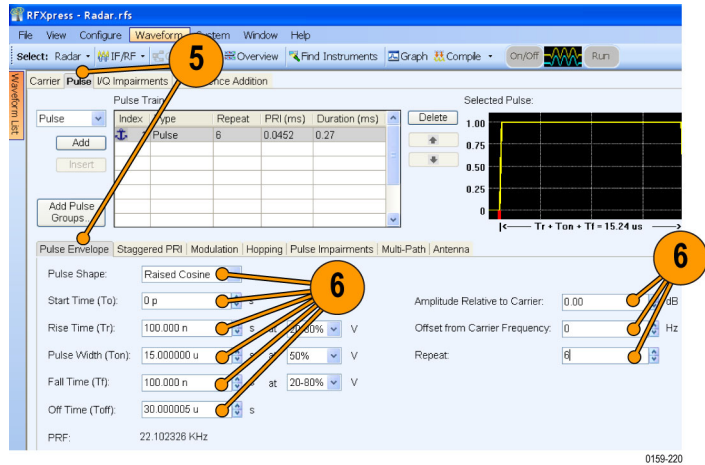 RFXpress - Radar.rfs
File View Configure Waveform System Window Help
Select: Radar IF/RF Overview Find Instruments Graph Compile On/Off Run
5
Waveform List
Carrier Pulse I/Q Impairments Addition
Pulse Train Selected Pulse:
Pulse Index Type Repeat PRI (ms) Duration (ms) Delete
Pulse 6 0.0452 0.27
Add
Insert
Add Pulse Groups...
1.00
0.75
0.50
0.25
0
|<—— Tr + Ton + Tf = 15.24 us ——>
Pulse Envelope Staggered PRI Modulation Hopping Pulse Impairments Multi-Path Antenna
6
6
Pulse Shape: Raised Cosine
Start Time (To): 0 p s Amplitude Relative to Carrier: 0.00 dB
Rise Time (Tr): 100.000 n s at 20-80% V Offset from Carrier Frequency: 0 Hz
Pulse Width (Ton): 15.000000 u s at 50% V Repeat: 6
Fall Time (Tf): 100.000 n s at 20-80% V
Off Time (Toff): 30.000005 u s
PRF: 22.102326 KHz
0159-220